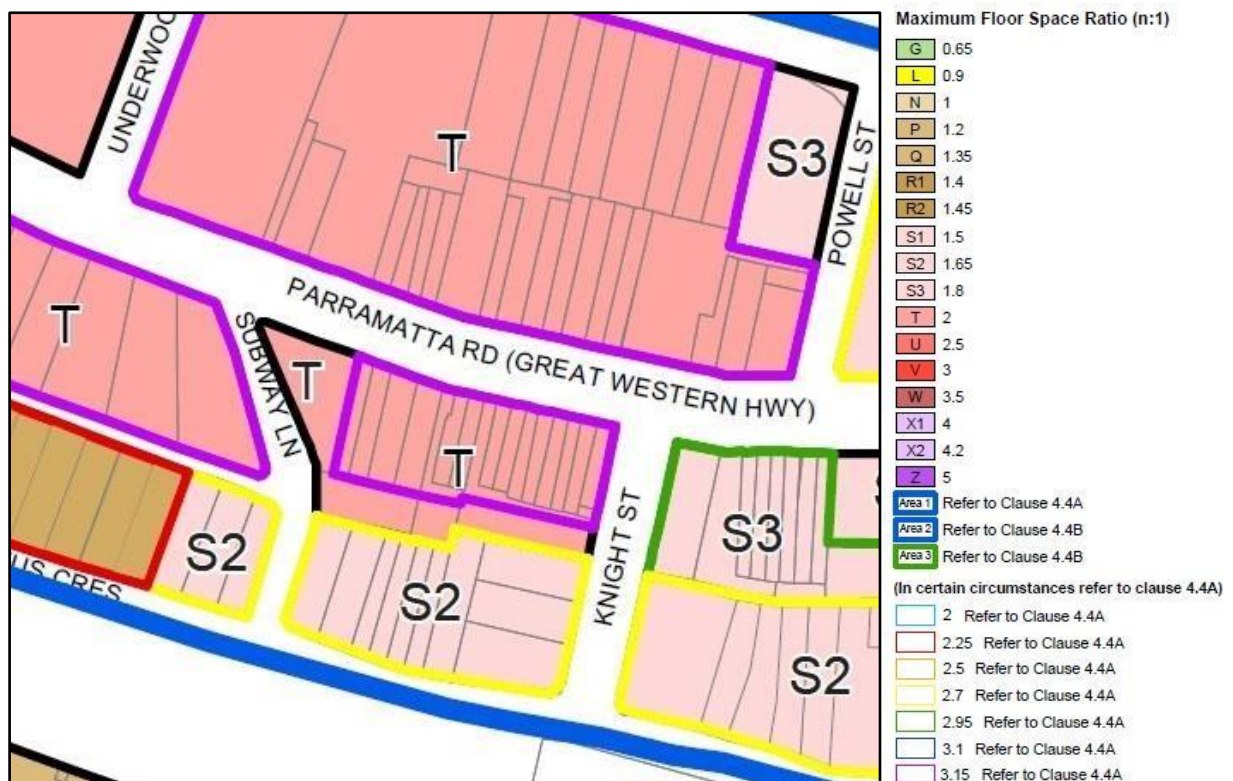 Maximum Floor Space Ratio (n:1)
G 0.65
L 0.9
N 1
P 1.2
Q 1.35
R1 1.4
R2 1.45
S1 1.5
S2 1.65
S3 1.8
T 2
U 2.5
V 3
W 3.5
X1 4
X2 4.2
Z 5
Area 1 Refer to Clause 4.4A
Area 2 Refer to Clause 4.4B
Area 3 Refer to Clause 4.4B
(In certain circumstances refer to clause 4.4A)
2 Refer to Clause 4.4A
2.25 Refer to Clause 4.4A
2.5 Refer to Clause 4.4A
2.7 Refer to Clause 4.4A
2.95 Refer to Clause 4.4A
3.1 Refer to Clause 4.4A
3.15 Refer to Clause 4.4A
UNDERWOO
T
S3
POWELL ST
PARRAMATTA RD (GREAT WESTERN HWY)
T
SUBWAY LN
T
T
S3
S2
S2
KNIGHT ST
S2
US CRES